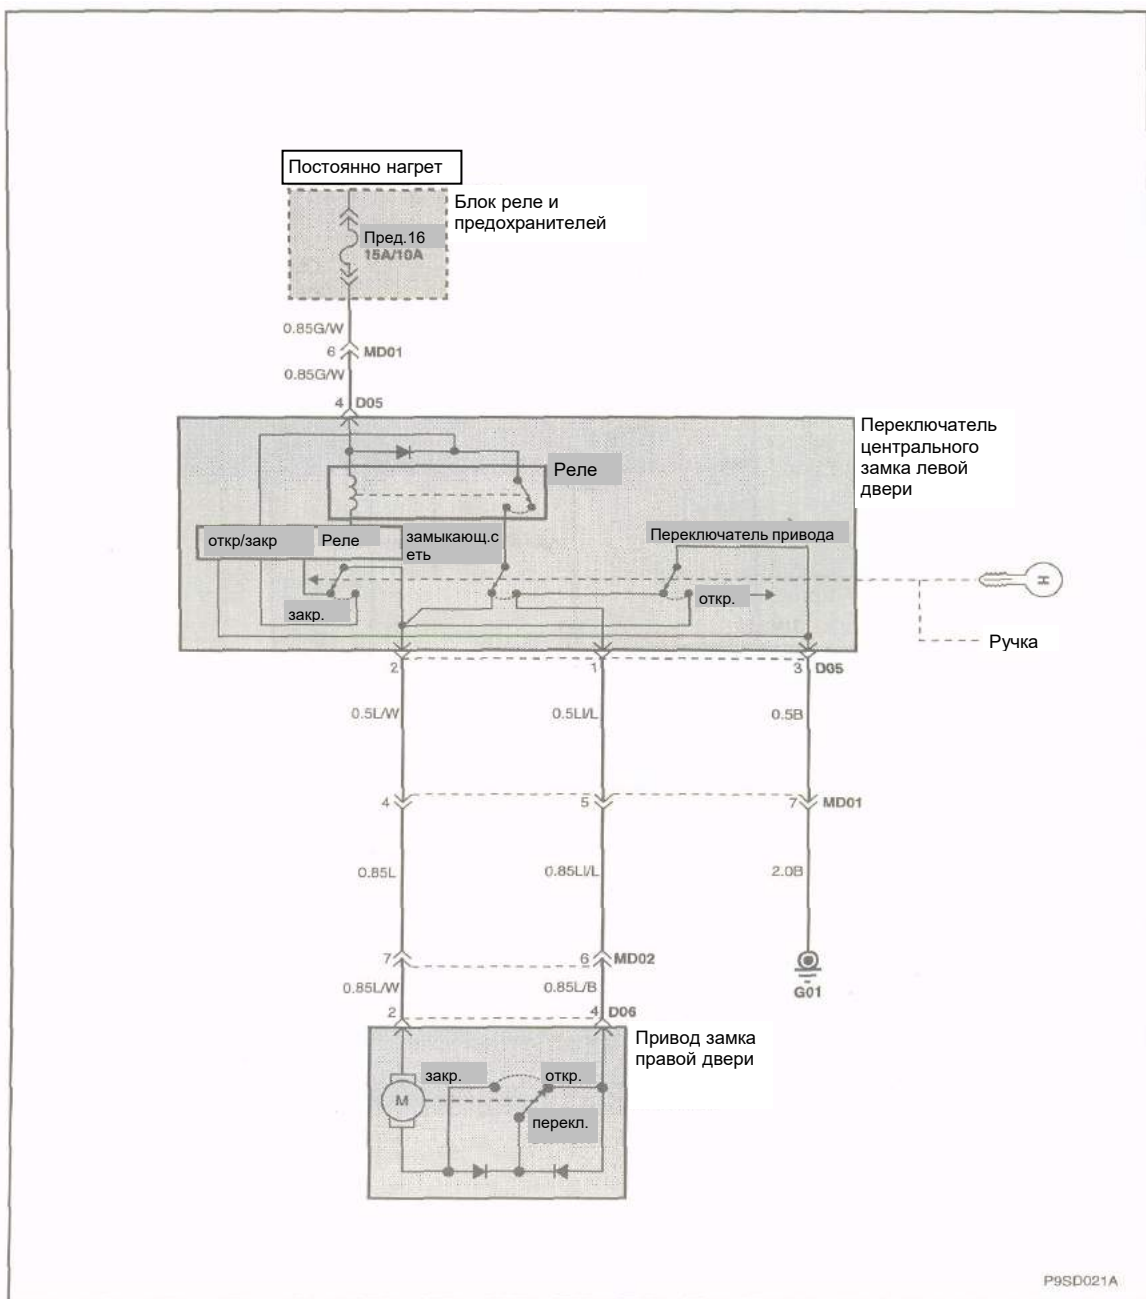 Постоянно нагрет
Блок реле и
предохранителей
Пред.16
15A/10A
0.85G/W
6 MD01
0.85G/W
4 D05
Переключатель
центрального
замка левой
двери
Реле
откр/закр Реле замыкающ.с
еть
Переключатель привода
закр.
откр.
H
Ручка
2 1 3 D05
0.5L/W 0.5LI/L 0.5B
4 5 7 MD01
0.85L 0.85LI/L 2.0B
7 6 MD02
G01
0.85L/W 0.85L/B
2 4 D06
Привод замка
правой двери
закр. откр.
M
перекл.
P9SD021A